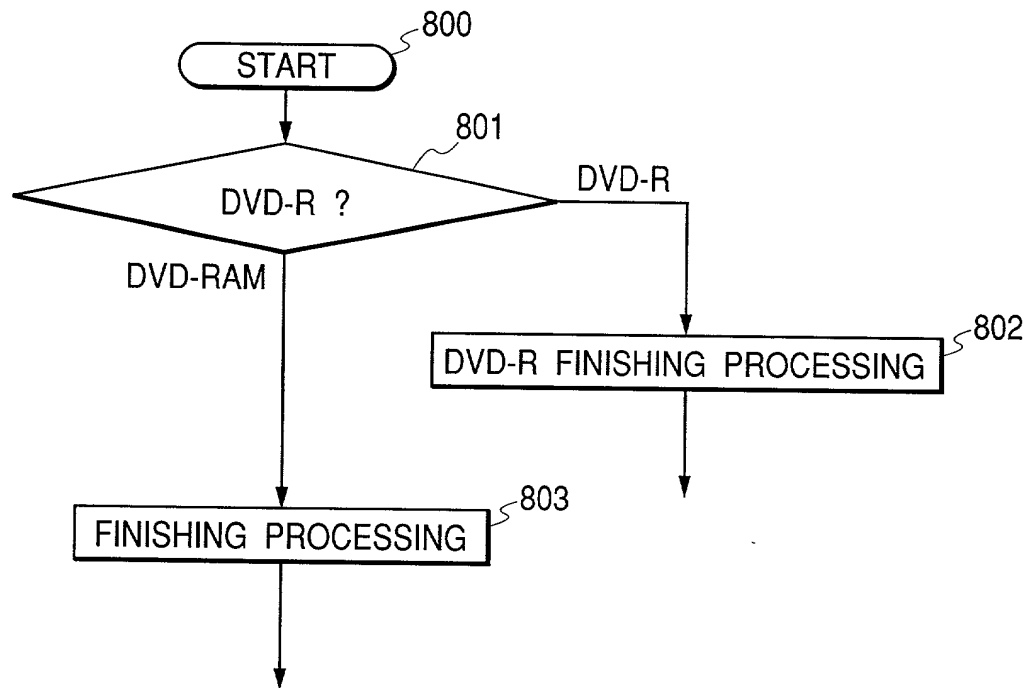 800
START
801
DVD-R ?
DVD-R
DVD-RAM
802
DVD-R FINISHING PROCESSING
803
FINISHING PROCESSING